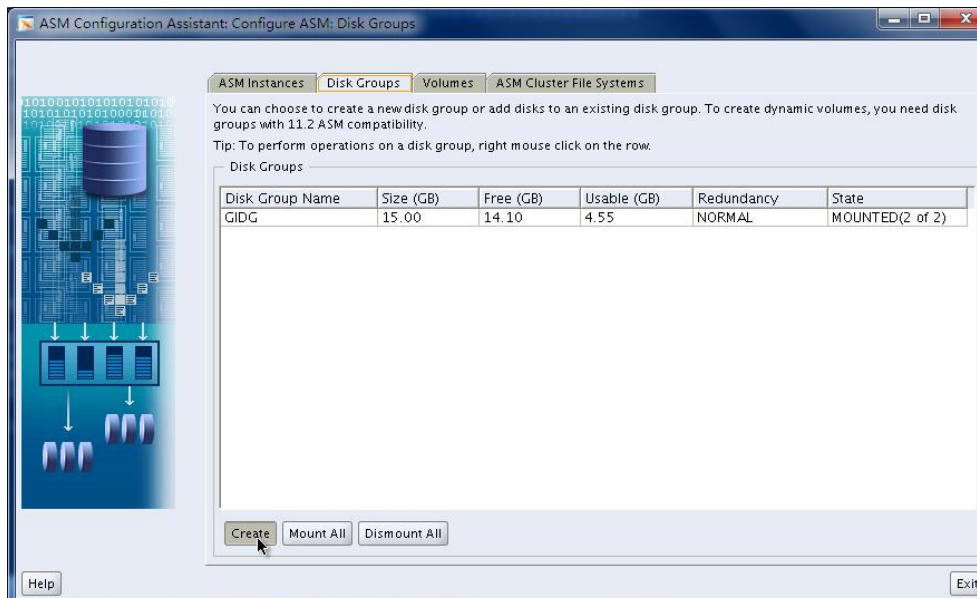 ASM Configuration Assistant: Configure ASM: Disk Groups
ASM Instances Disk Groups Volumes ASM Cluster File Systems
You can choose to create a new disk group or add disks to an existing disk group. To create dynamic volumes, you need disk
groups with 11.2 ASM compatibility.
Tip: To perform operations on a disk group, right mouse click on the row.
Disk Groups
Disk Group Name Size (GB) Free (GB) Usable (GB) Redundancy State
GIDG 15.00 14.10 4.55 NORMAL MOUNTED(2 of 2)
Create Mount All Dismount All
Help Exit